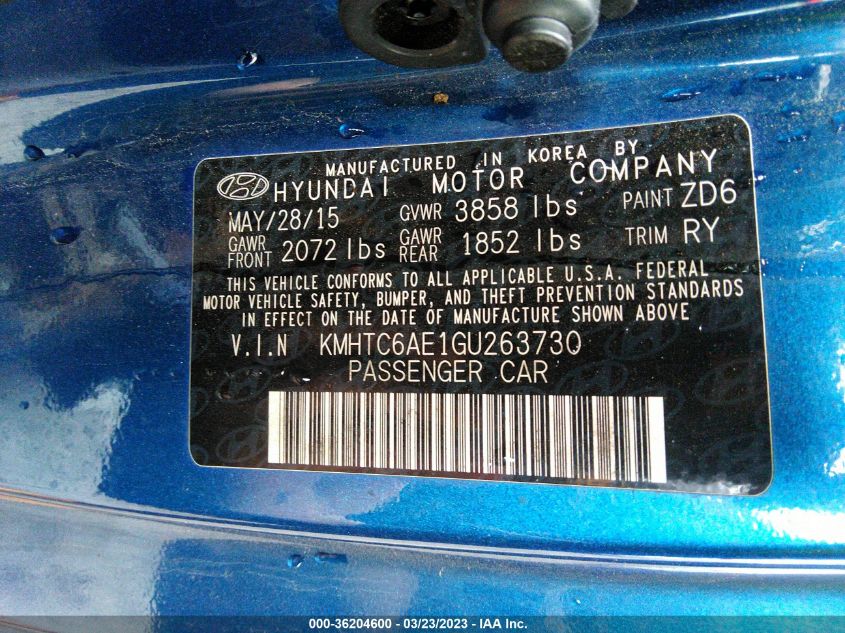 MANUFACTURED IN KOREA BY
HYUNDAI MOTOR COMPANY
MAY/28/15 GVWR 3858 lbs PAINT ZD6
GAWR FRONT 2072 lbs GAWR REAR 1852 lbs TRIM RY
THIS VEHICLE CONFORMS TO ALL APPLICABLE U.S.A. FEDERAL
MOTOR VEHICLE SAFETY, BUMPER, AND THEFT PREVENTION STANDARDS
IN EFFECT ON THE DATE OF MANUFACTURE SHOWN ABOVE
V.I.N KMHTC6AE1GU263730
PASSENGER CAR
000-36204600 - 03/23/2023 - IAA Inc.